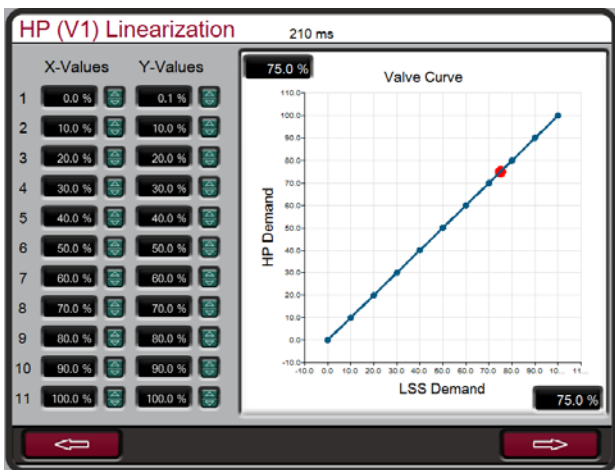 HP (V1) Linearization
210 ms
X-Values Y-Values
1 0.0 % 0.1 %
2 10.0 % 10.0 %
3 20.0 % 20.0 %
4 30.0 % 30.0 %
5 40.0 % 40.0 %
6 50.0 % 50.0 %
7 60.0 % 60.0 %
8 70.0 % 70.0 %
9 80.0 % 80.0 %
10 90.0 % 90.0 %
11 100.0 % 100.0 %
75.0 %
Valve Curve
110.0
100.0
80.0
70.0
60.0
50.0
40.0
30.0
20.0
10.0
0.0
-10.0
HP Demand
-10.0 0.0 10.0 20.0 30.0 40.0 50.0 60.0 70.0 80.0 90.0 10... 11...
LSS Demand
75.0 %